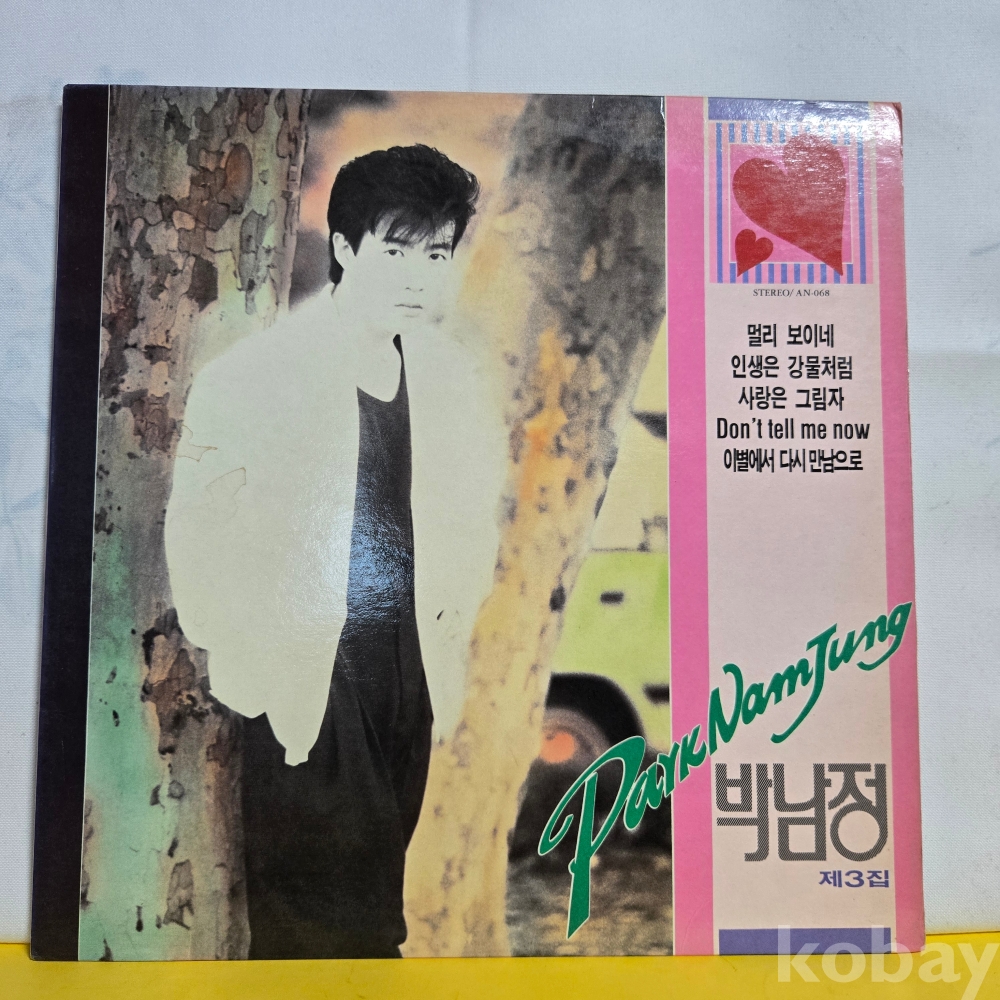 STEREO/AN-068
멀리 보이네
인생은 강물처럼
사랑은 그림자
Don't tell me now
이별에서 다시 만남으로
Park NamJung
박남정
제3집
kobay